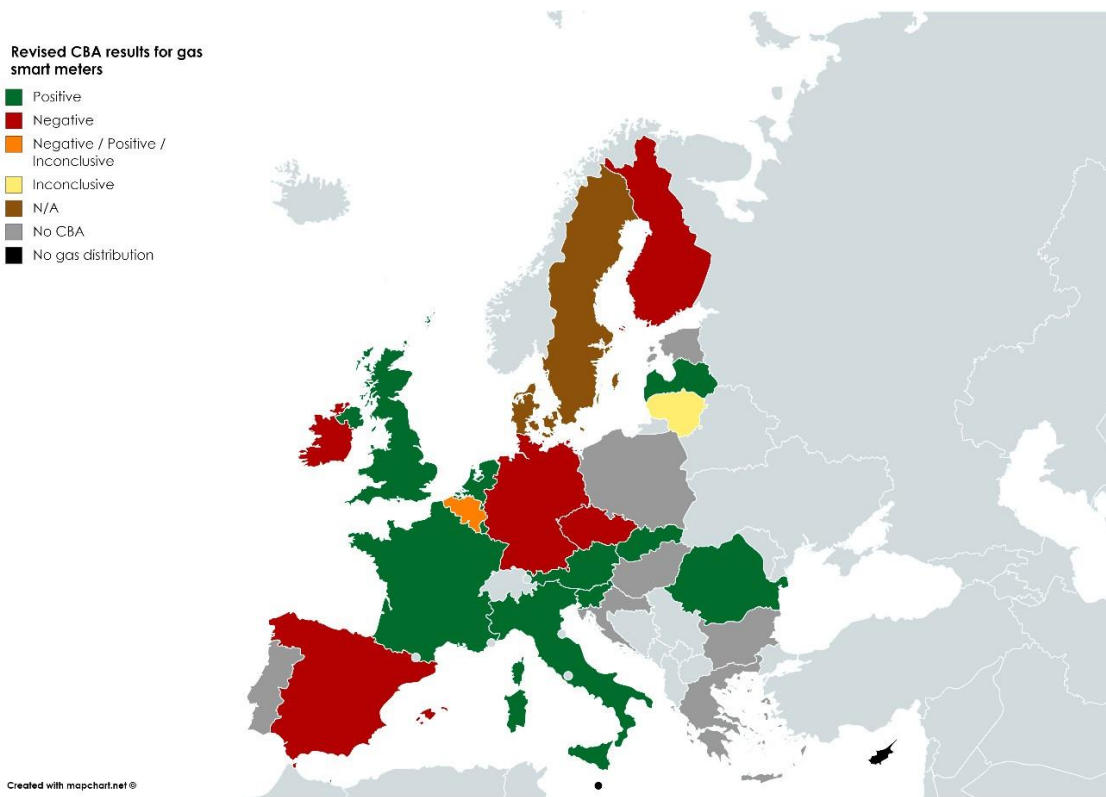 Revised CBA results for gas
smart meters
Positive
Negative
Negative / Positive /
Inconclusive
Inconclusive
N/A
No CBA
No gas distribution
Created with mapchart.net ©